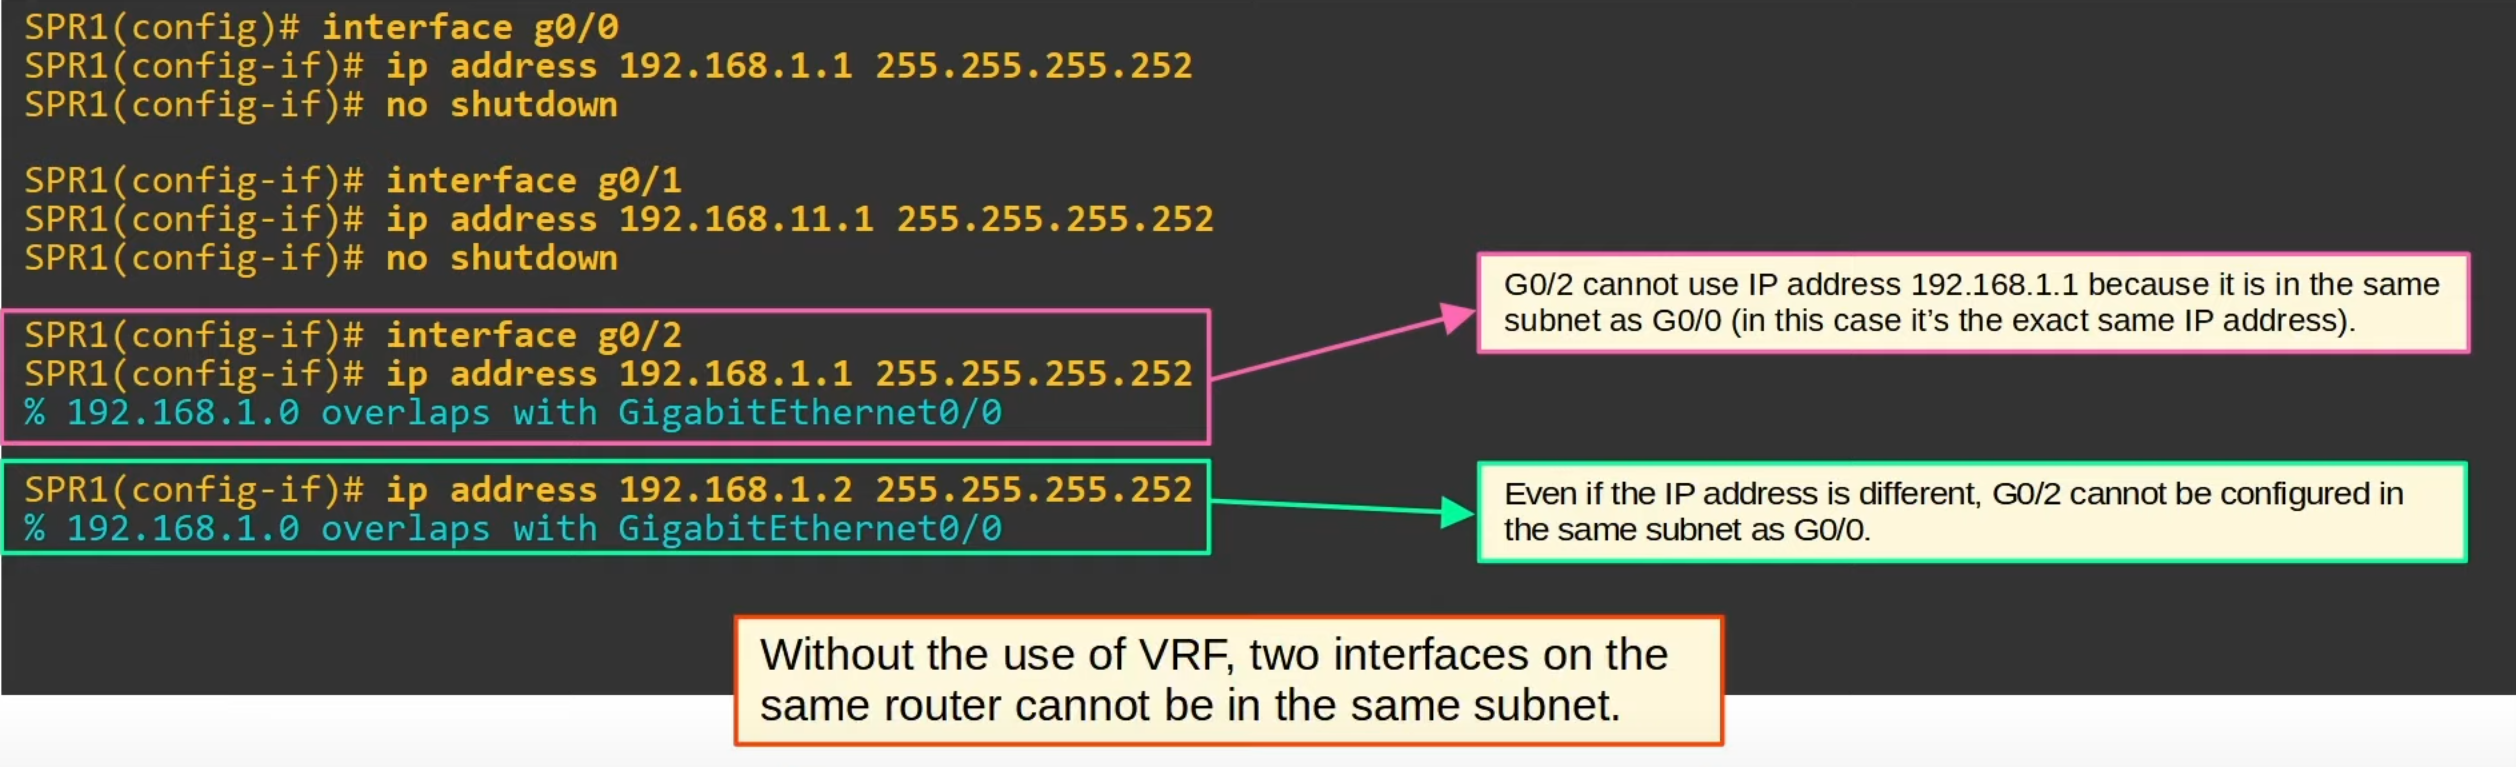 SPR1(config)# interface g0/0
SPR1(config-if)# ip address 192.168.1.1 255.255.255.252
SPR1(config-if)# no shutdown
SPR1(config-if)# interface g0/1
SPR1(config-if)# ip address 192.168.11.1 255.255.255.252
SPR1(config-if)# no shutdown
SPR1(config-if)# interface g0/2
SPR1(config-if)# ip address 192.168.1.1 255.255.255.252
% 192.168.1.0 overlaps with GigabitEthernet0/0
G0/2 cannot use IP address 192.168.1.1 because it is in the same
subnet as G0/0 (in this case it’s the exact same IP address).
SPR1(config-if)# ip address 192.168.1.2 255.255.255.252
% 192.168.1.0 overlaps with GigabitEthernet0/0
Even if the IP address is different, G0/2 cannot be configured in
the same subnet as G0/0.
Without the use of VRF, two interfaces on the
same router cannot be in the same subnet.